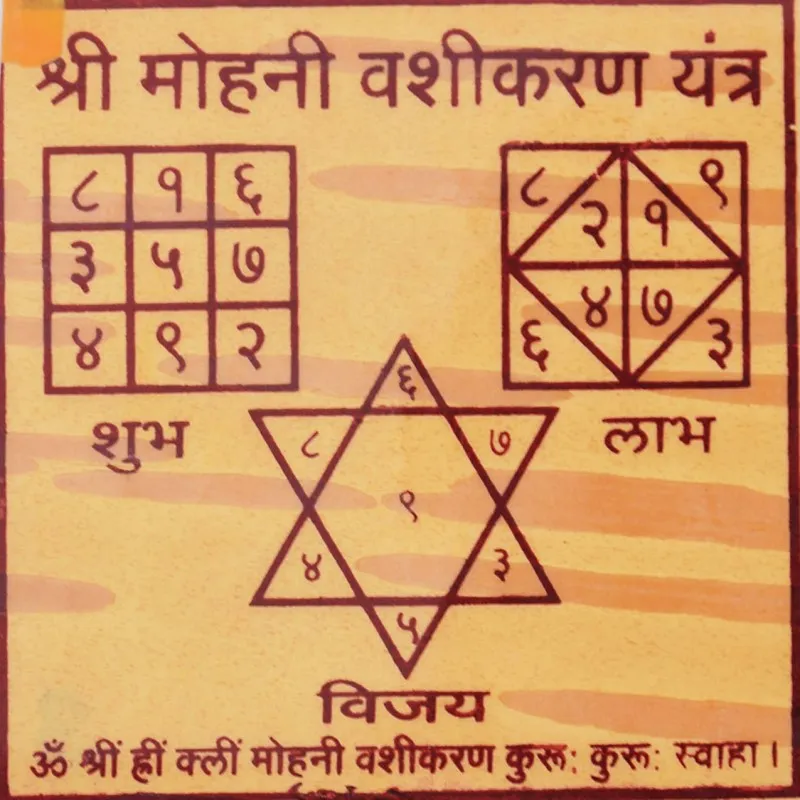 श्री मोहनी वशीकरण यंत्र
८ १ ६
३ ५ ७
४ ९ २
शुभ
८ २ १ ९
६ ४ ७ ३
लाभ
६
८ ७
९
४ ३
५
विजय
ॐ श्रीं ह्रीं क्लीं मोहनी वशीकरण कुरू: कुरू: स्वाहा ।